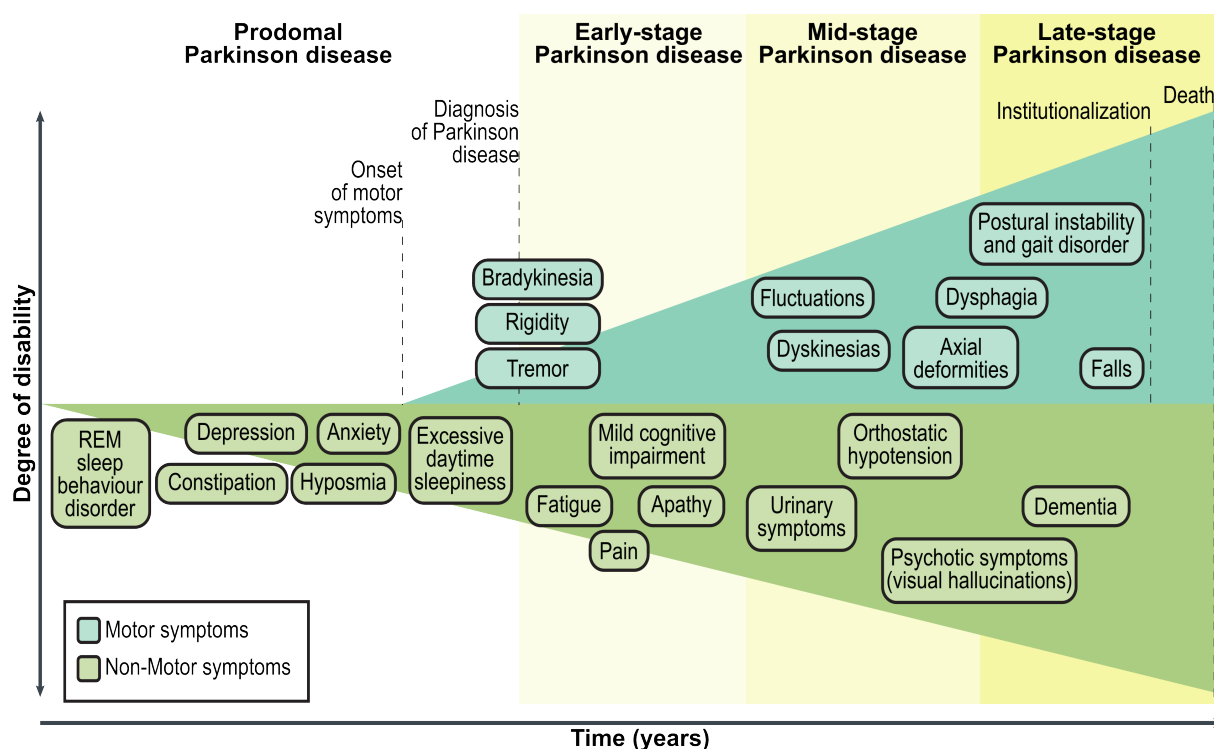 Prodomal
Parkinson disease
Early-stage
Parkinson disease
Mid-stage
Parkinson disease
Late-stage
Parkinson disease
Death
Institutionalization
Diagnosis
of Parkinson
disease
Onset
of motor
symptoms
Degree of disability
Postural instability
and gait disorder
Bradykinesia
Rigidity
Tremor
Fluctuations
Dysphagia
Dyskinesias
Axial
deformities
Falls
REM
sleep
behaviour
disorder
Depression
Anxiety
Constipation
Hyposmia
Excessive
daytime
sleepiness
Mild cognitive
impairment
Fatigue
Apathy
Pain
Orthostatic
hypotension
Urinary
symptoms
Dementia
Psychotic symptoms
(visual hallucinations)
Motor symptoms
Non-Motor symptoms
Time (years)